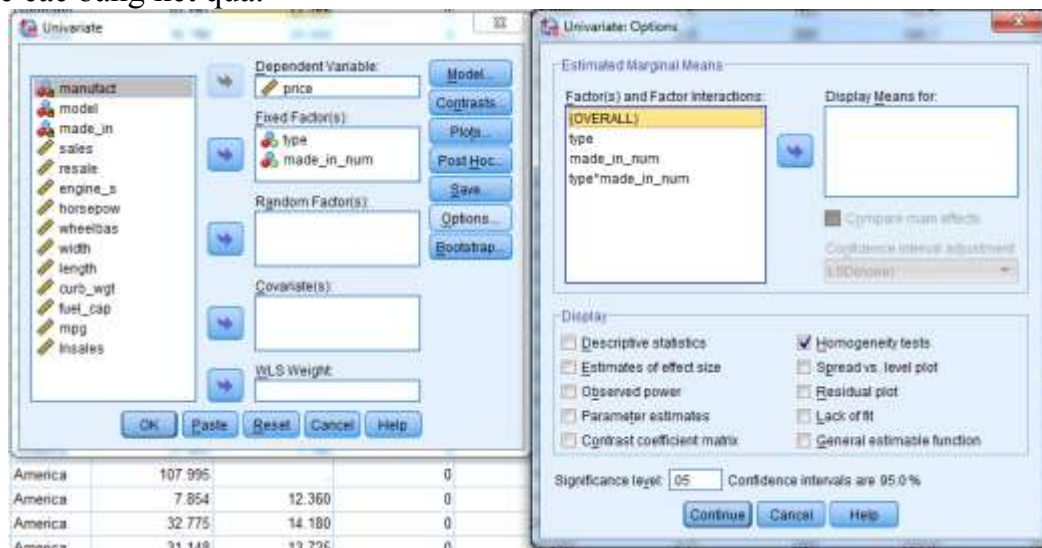 các bảng kết quả.
Univariate
manufact
model
made_in
sales
resale
engine_s
horsepow
wheelbas
width
length
curb_wgt
fuel_cap
mpg
lnsales
Dependent Variable:
price
Fixed Factor(s):
type
made_in_num
Random Factor(s):
Covariate(s):
WLS Weight:
Model...
Contrasts...
Plots...
Post Hoc...
Save...
Options...
Bootstrap...
OK Paste Reset Cancel Help
America 107.995 0
America 7.854 12.360 0
America 32.775 14.180 0
America 31.148 13.725 0
Univariate: Options
Estimated Marginal Means
Factor(s) and Factor Interactions:
(OVERALL)
type
made_in_num
type*made_in_num
Display Means for:
Compare main effects
Confidence interval adjustment:
LSD(none)
Display
Descriptive statistics
Homogeneity tests
Estimates of effect size
Spread vs. level plot
Observed power
Residual plot
Parameter estimates
Lack of fit
Contrast coefficient matrix
General estimable function
Significance level: .05 Confidence intervals are 95.0 %
Continue Cancel Help